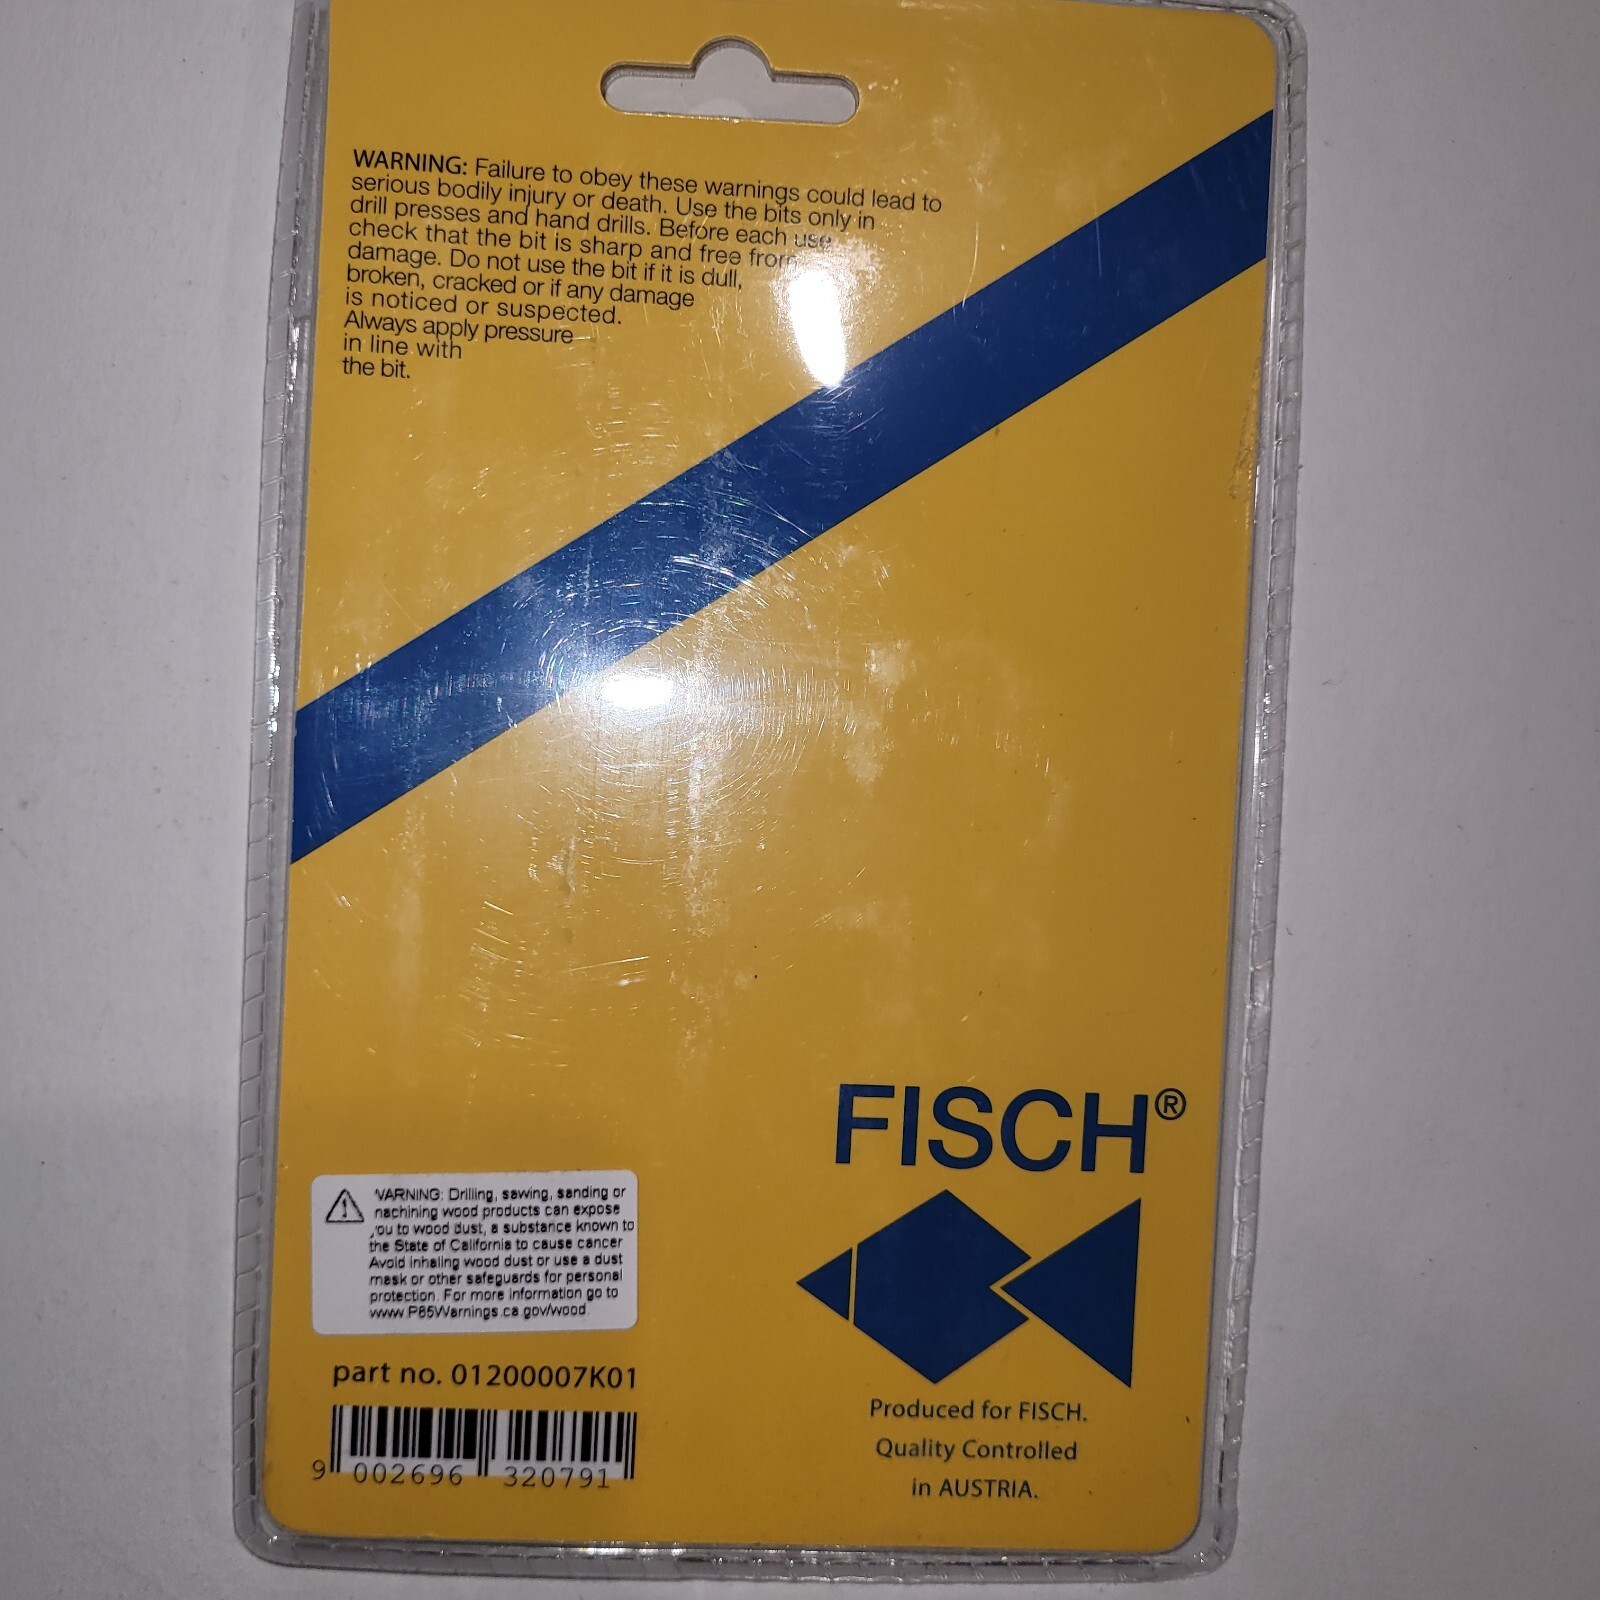 WARNING: Failure to obey these warnings could lead to
serious bodily injury or death. Use the bits only in
drill presses and hand drills. Before each use
check that the bit is sharp and free from
damage. Do not use the bit if it is dull,
broken, cracked or if any damage
is noticed or suspected.
Always apply pressure
in line with
the bit.
FISCH®
WARNING: Drilling, sawing, sanding or
machining wood products can expose
you to wood dust, a substance known to
the State of California to cause cancer
Avoid inhaling wood dust or use a dust
mask or other safeguards for personal
protection. For more information go to
www.P65Warnings.ca.gov/wood.
part no. 01200007K01
9 002696 320791
Produced for FISCH.
Quality Controlled
in AUSTRIA.